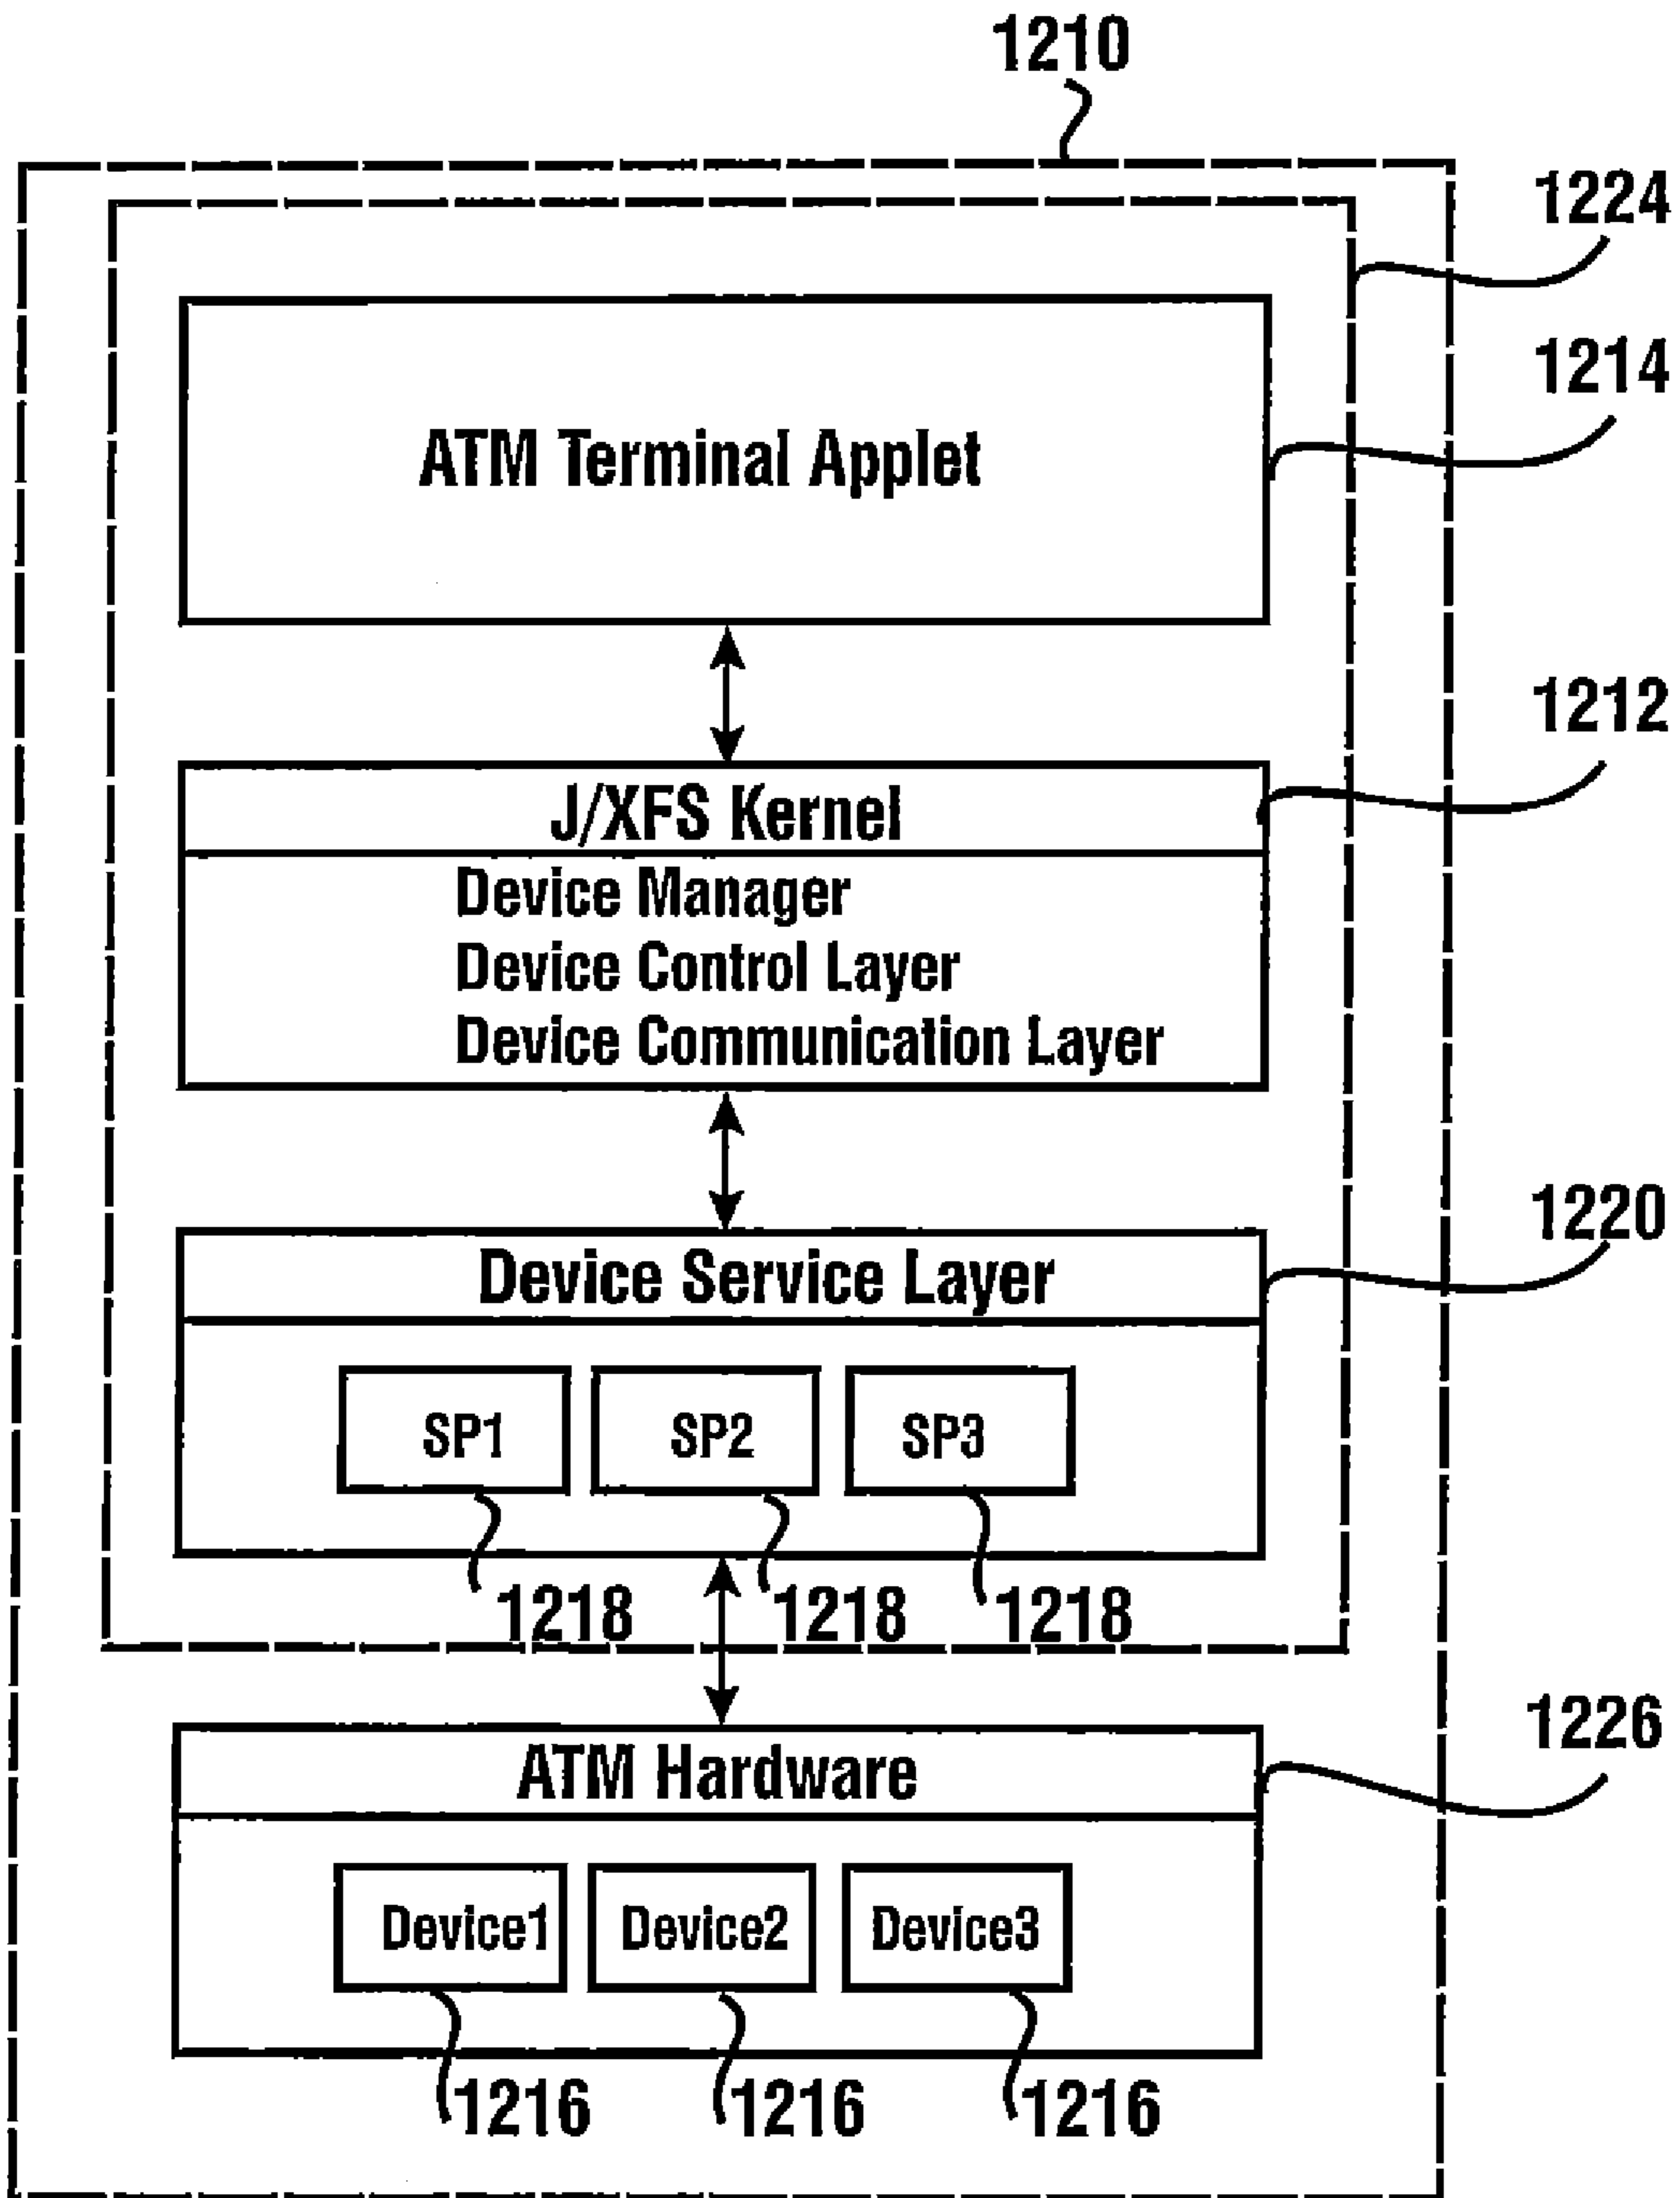 1210
1224
1214
ATM Terminal Applet
1212
J/XFS Kernel
Device Manager
Device Control Layer
Device Communication Layer
1220
Device Service Layer
SP1 SP2 SP3
1218 1218 1218
1226
ATM Hardware
Device1 Device2 Device3
1216 1216 1216